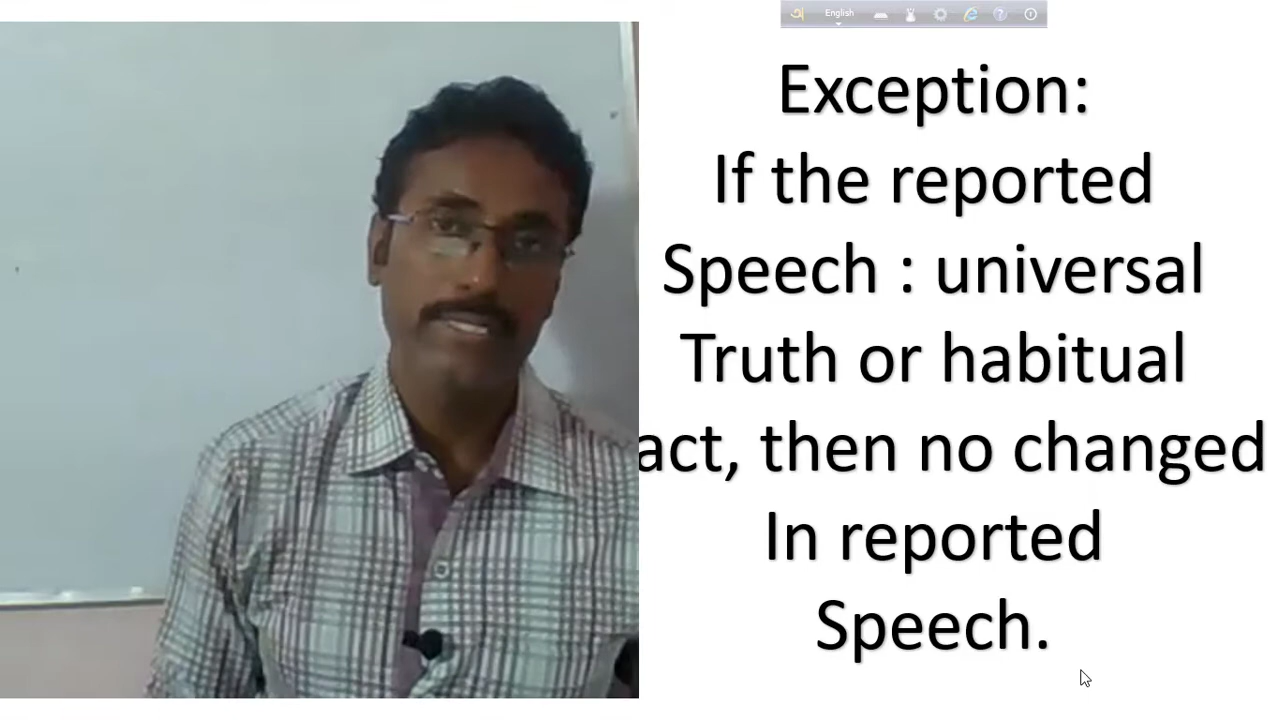 অ English
Exception:
If the reported
Speech : universal
Truth or habitual
act, then no changed
In reported
Speech.